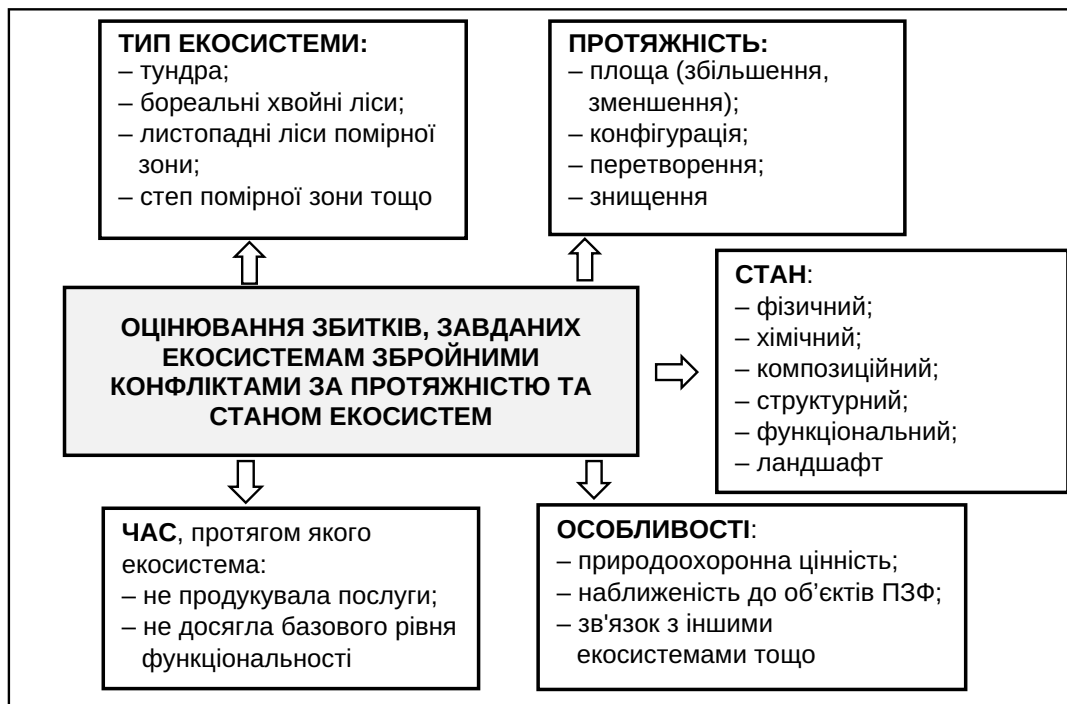 ТИП ЕКОСИСТЕМИ:
– тундра;
– бореальні хвойні ліси;
– листопадні ліси помірної
зони;
– степ помірної зони тощо
ПРОТЯЖНІСТЬ:
– площа (збільшення,
зменшення);
– конфігурація;
– перетворення;
– знищення
ОЦІНЮВАННЯ ЗБИТКІВ, ЗАВДАНИХ
ЕКОСИСТЕМАМ ЗБРОЙНИМИ
КОНФЛІКТАМИ ЗА ПРОТЯЖНІСТЮ ТА
СТАНОМ ЕКОСИСТЕМ
СТАН:
– фізичний;
– хімічний;
– композиційний;
– структурний;
– функціональний;
– ландшафт
ЧАС, протягом якого
екосистема:
– не продукувала послуги;
– не досягла базового рівня
функціональності
ОСОБЛИВОСТІ:
– природоохоронна цінність;
– наближеність до об’єктів ПЗФ;
– зв'язок з іншими
екосистемами тощо